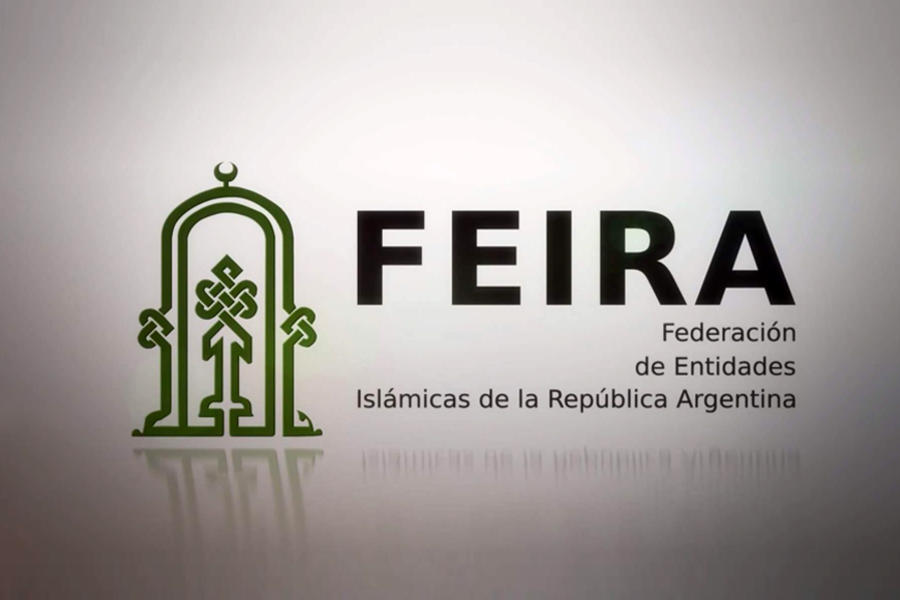 FEIRA
Federación
de Entidades
Islámicas de la República Argentina